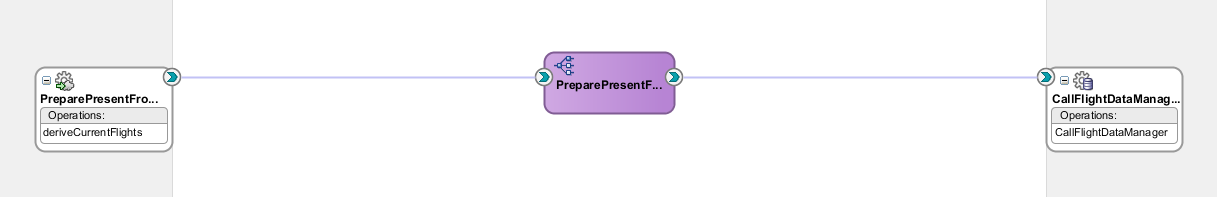 PreparePresentFro...
Operations:
deriveCurrentFlights
PreparePresentF...
CallFlightDataManag...
Operations:
CallFlightDataManager